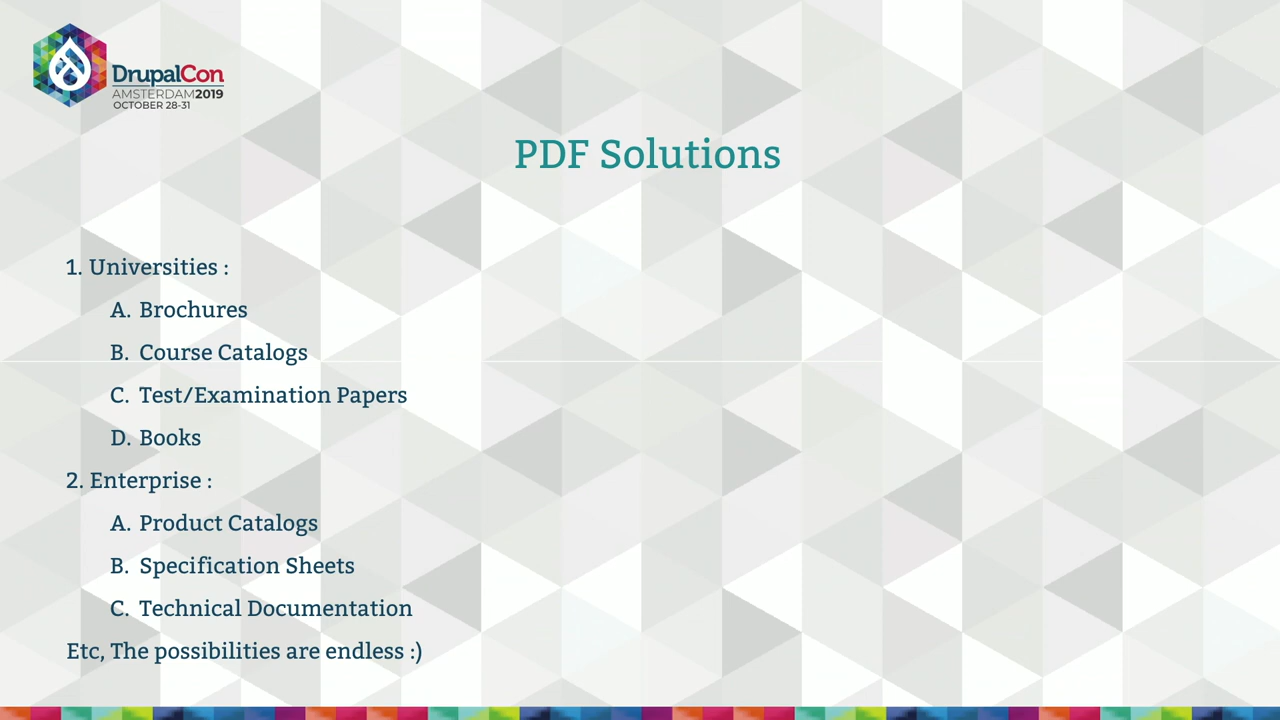 DrupalCon
AMSTERDAM2019
OCTOBER 28-31
PDF Solutions
1. Universities :
A. Brochures
B. Course Catalogs
C. Test/Examination Papers
D. Books
2. Enterprise :
A. Product Catalogs
B. Specification Sheets
C. Technical Documentation
Etc, The possibilities are endless :)